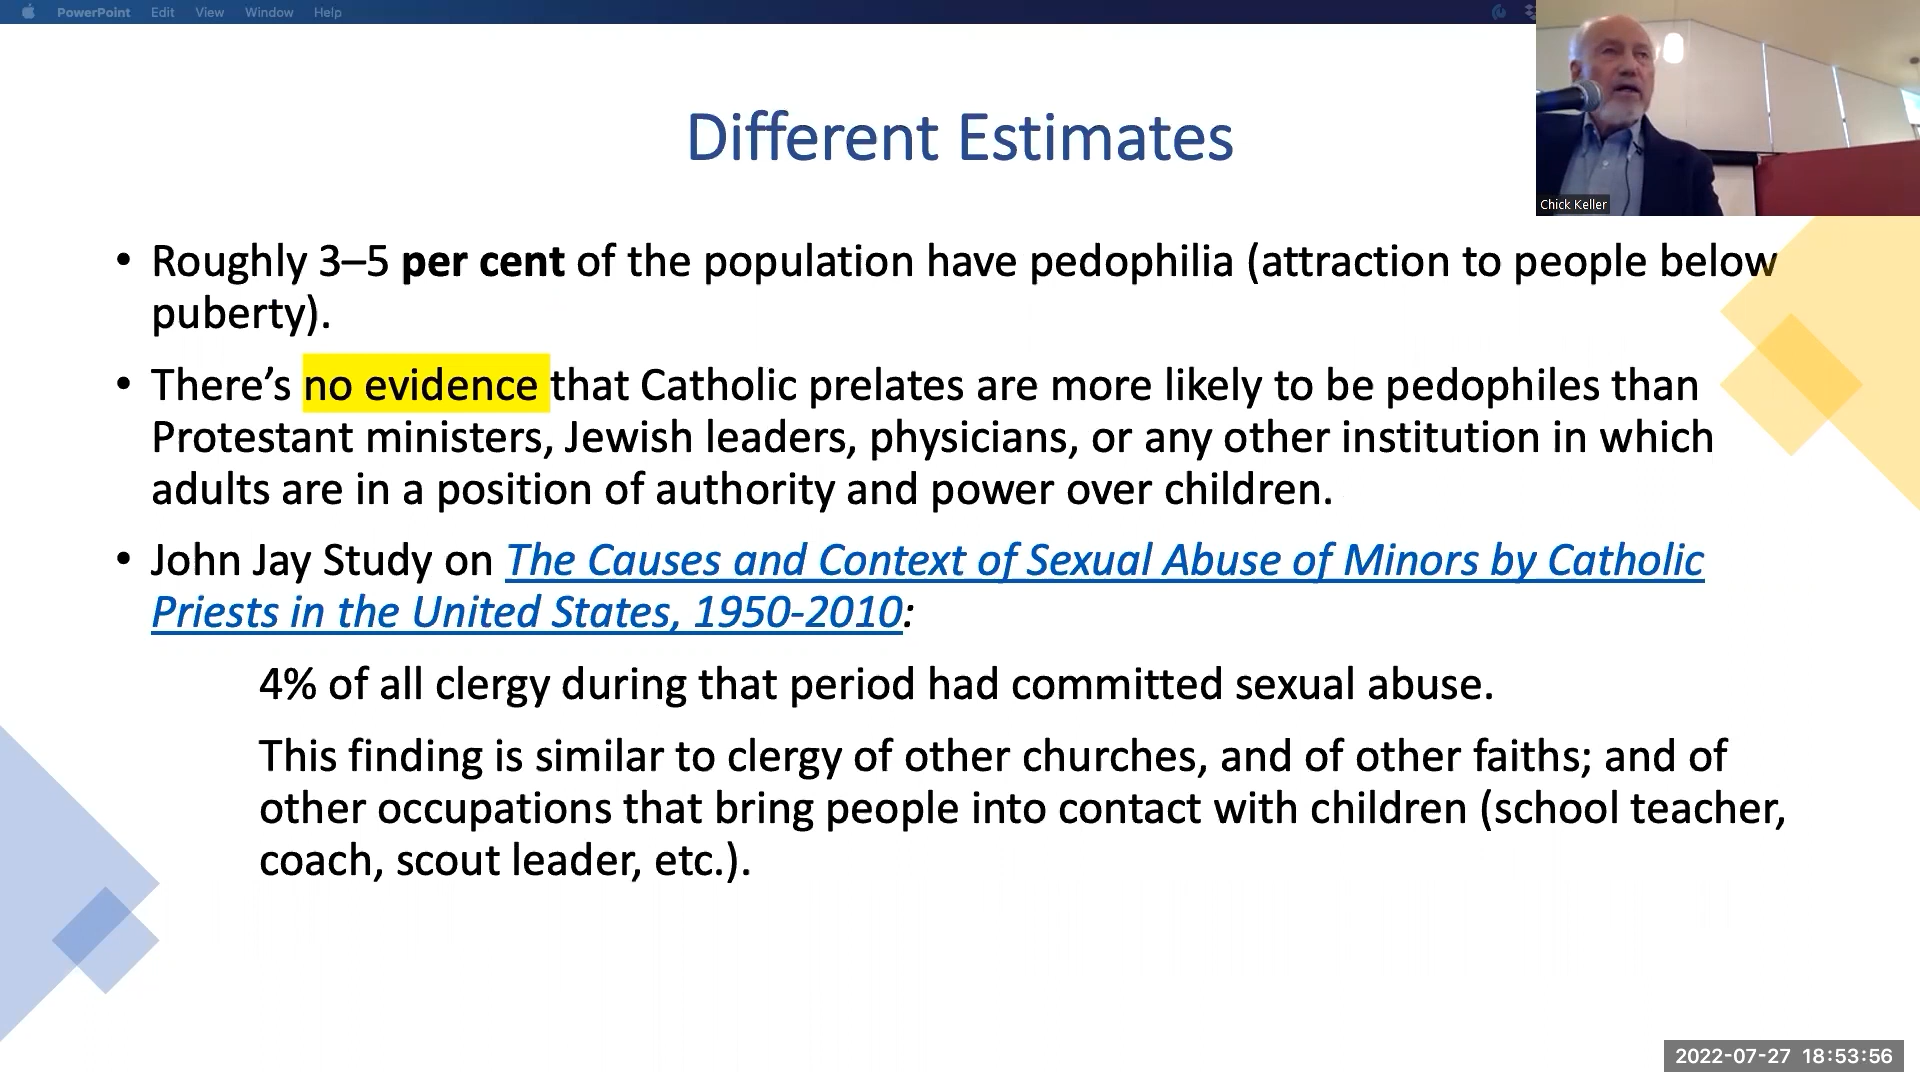 PowerPoint Edit View Window Help
Chick Keller
Different Estimates
• Roughly 3–5 per cent of the population have pedophilia (attraction to people below
puberty).
• There’s no evidence that Catholic prelates are more likely to be pedophiles than
Protestant ministers, Jewish leaders, physicians, or any other institution in which
adults are in a position of authority and power over children.
• John Jay Study on The Causes and Context of Sexual Abuse of Minors by Catholic
Priests in the United States, 1950-2010:
4% of all clergy during that period had committed sexual abuse.
This finding is similar to clergy of other churches, and of other faiths; and of
other occupations that bring people into contact with children (school teacher,
coach, scout leader, etc.).
2022-07-27 18:53:56